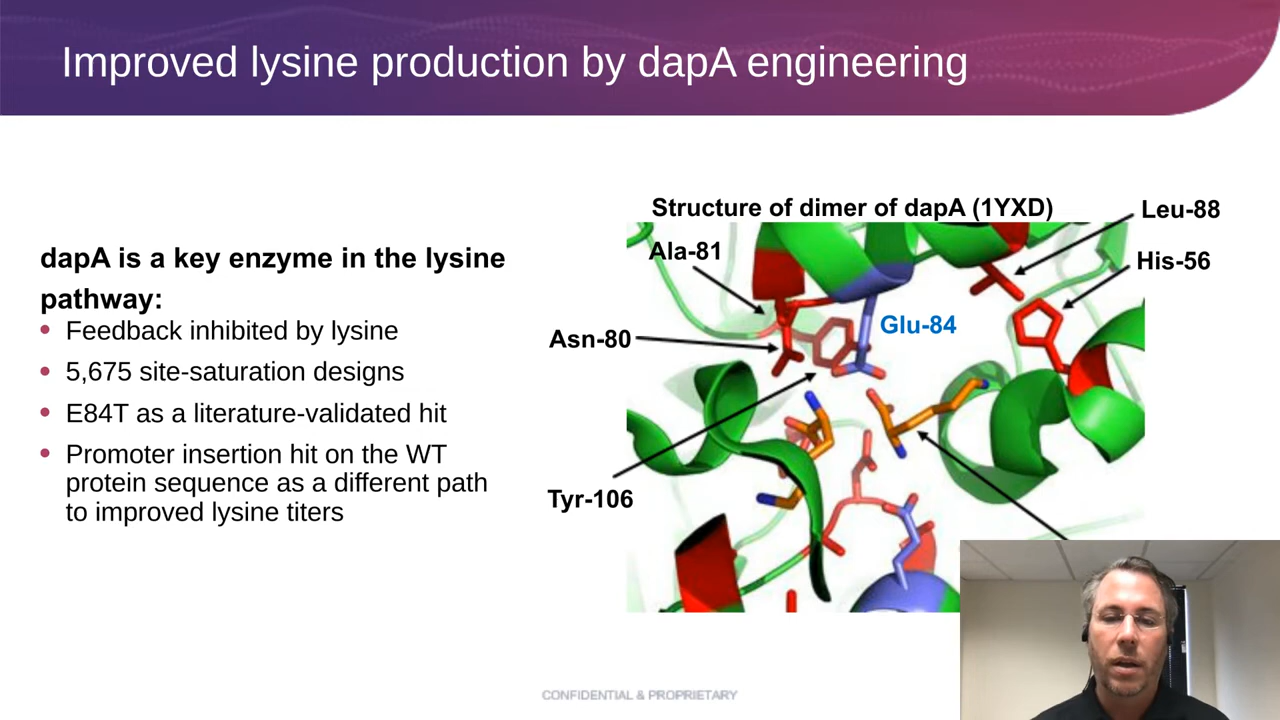 Improved lysine production by dapA engineering
dapA is a key enzyme in the lysine
pathway:
• Feedback inhibited by lysine
• 5,675 site-saturation designs
• E84T as a literature-validated hit
• Promoter insertion hit on the WT
protein sequence as a different path
to improved lysine titers
Structure of dimer of dapA (1YXD)
Leu-88
Ala-81
His-56
Glu-84
Asn-80
Tyr-106
CONFIDENTIAL & PROPRIETARY